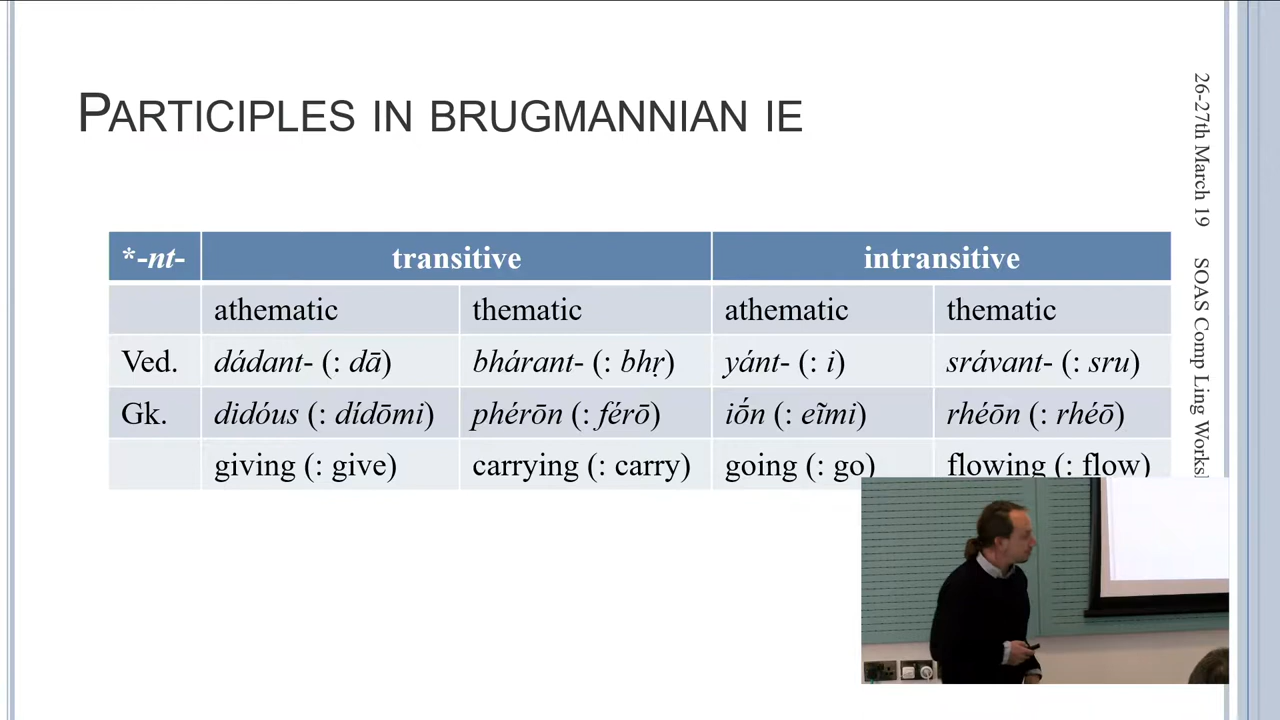 PARTICIPLES IN BRUGMANNIAN IE
*-nt- transitive intransitive
athematic thematic athematic thematic
Ved. dádant- (: dā) bhárant- (: bhṛ) yánt- (: i) srávant- (: sru)
Gk. didóus (: dídōmi) phérōn (: férō) iṓn (: eĩmi) rhéōn (: rhéō)
giving (: give) carrying (: carry) going (: go) flowing (: flow)
26-27th March 19 SOAS Comp Ling